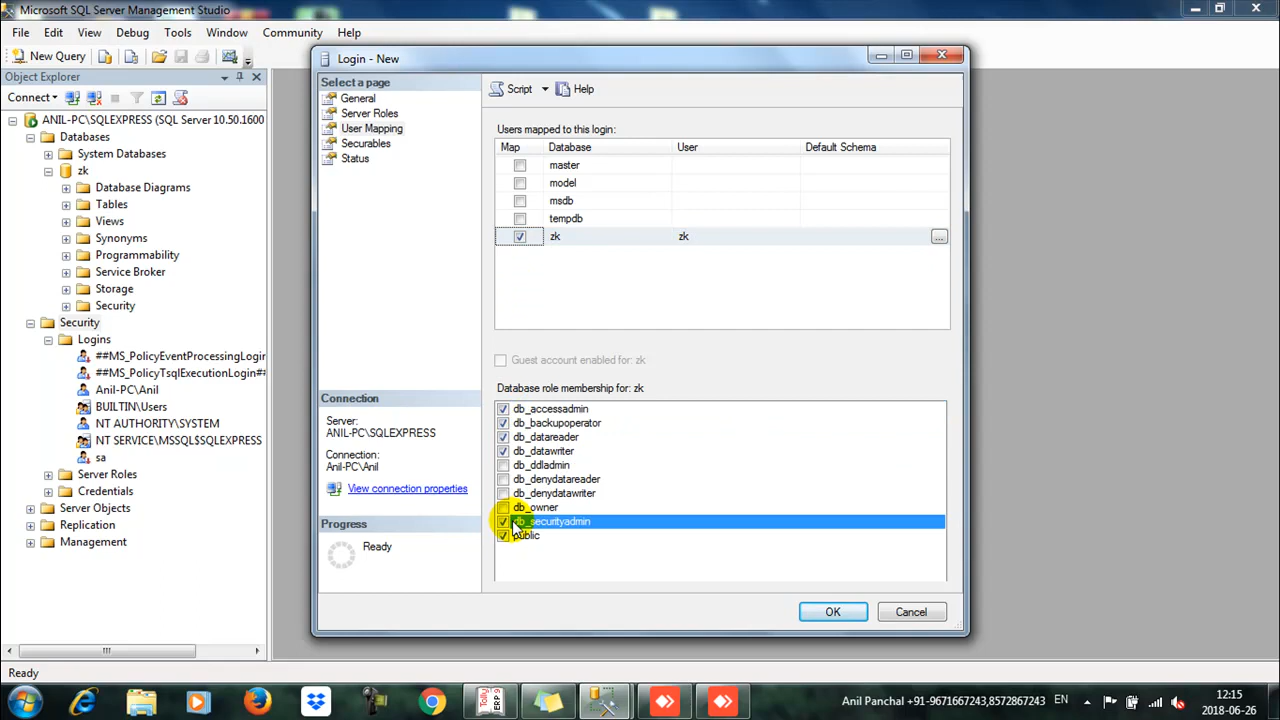 Microsoft SQL Server Management Studio
File Edit View Debug Tools Window Community Help
New Query
Object Explorer
Connect
ANIL-PC\SQLEXPRESS (SQL Server 10.50.1600
Databases
System Databases
zk
Database Diagrams
Tables
Views
Synonyms
Programmability
Service Broker
Storage
Security
Security
Logins
##MS_PolicyEventProcessingLogin
##MS_PolicyTsqlExecutionLogin##
Anil-PC\Anil
BUILTIN\Users
NT AUTHORITY\SYSTEM
NT SERVICE\MSSQL$SQLEXPRESS
sa
Server Roles
Credentials
Server Objects
Replication
Management
Login - New
Select a page
General
Server Roles
User Mapping
Securables
Status
Connection
Server:
ANIL-PC\SQLEXPRESS
Connection:
Anil-PC\Anil
View connection properties
Progress
Ready
Script Help
Users mapped to this login:
Map Database User Default Schema
master
model
msdb
tempdb
zk zk ...
Guest account enabled for: zk
Database role membership for: zk
db_accessadmin
db_backupoperator
db_datareader
db_datawriter
db_ddladmin
db_denydatareader
db_denydatawriter
db_owner
db_securityadmin
public
OK Cancel
Ready
Tally ERP 9
Anil Panchal +91-9671667243,8572867243 EN
12:15
2018-06-26